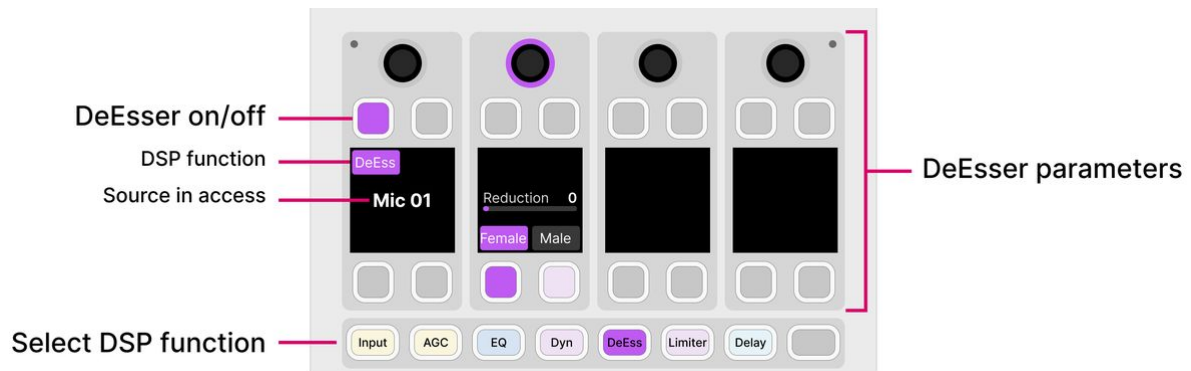 DeEsser on/off
DSP function
DeEss
Source in access
Mic 01
Reduction 0
Female Male
DeEsser parameters
Select DSP function
Input AGC EQ Dyn DeEss Limiter Delay